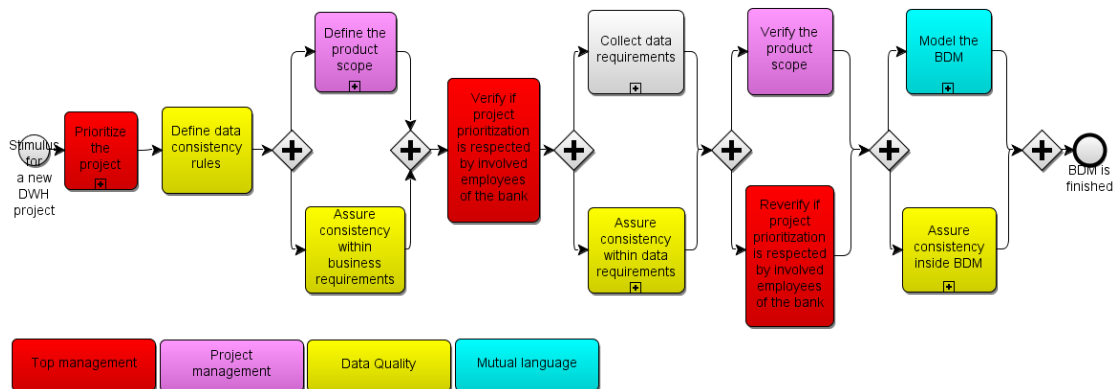 Stimulus
for
a new
DWH
project
Prioritize
the
project
Define data
consistency
rules
Define the
product
scope
Assure
consistency
within
business
requirements
Verify if
project
prioritization
is respected
by involved
employees
of the bank
Collect data
requirements
Assure
consistency
within data
requirements
Verify the
product
scope
Reverify if
project
prioritization
is respected
by involved
employees
of the bank
Model the
BDM
Assure
consistency
inside BDM
BDM is
finished
Top management
Project
management
Data Quality
Mutual language